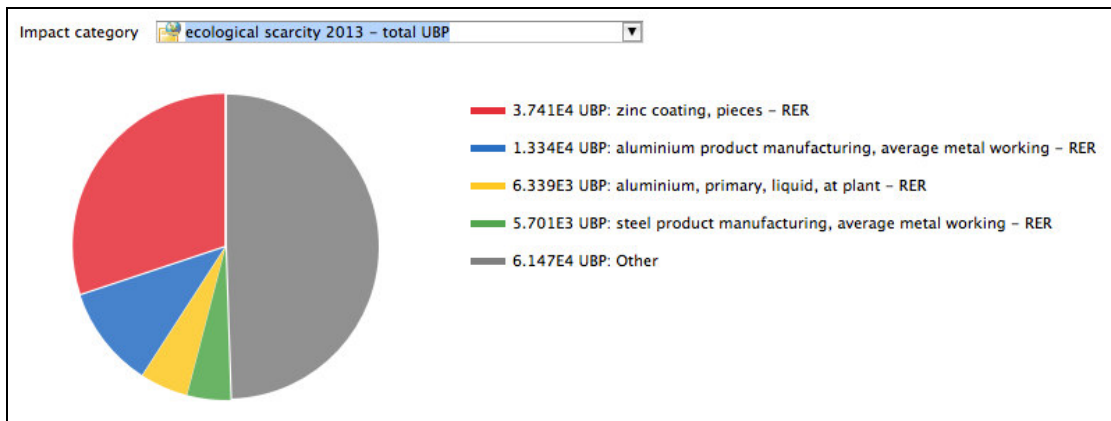 Impact category ecological scarcity 2013 – total UBP
3.741E4 UBP: zinc coating, pieces – RER
1.334E4 UBP: aluminium product manufacturing, average metal working – RER
6.339E3 UBP: aluminium, primary, liquid, at plant – RER
5.701E3 UBP: steel product manufacturing, average metal working – RER
6.147E4 UBP: Other